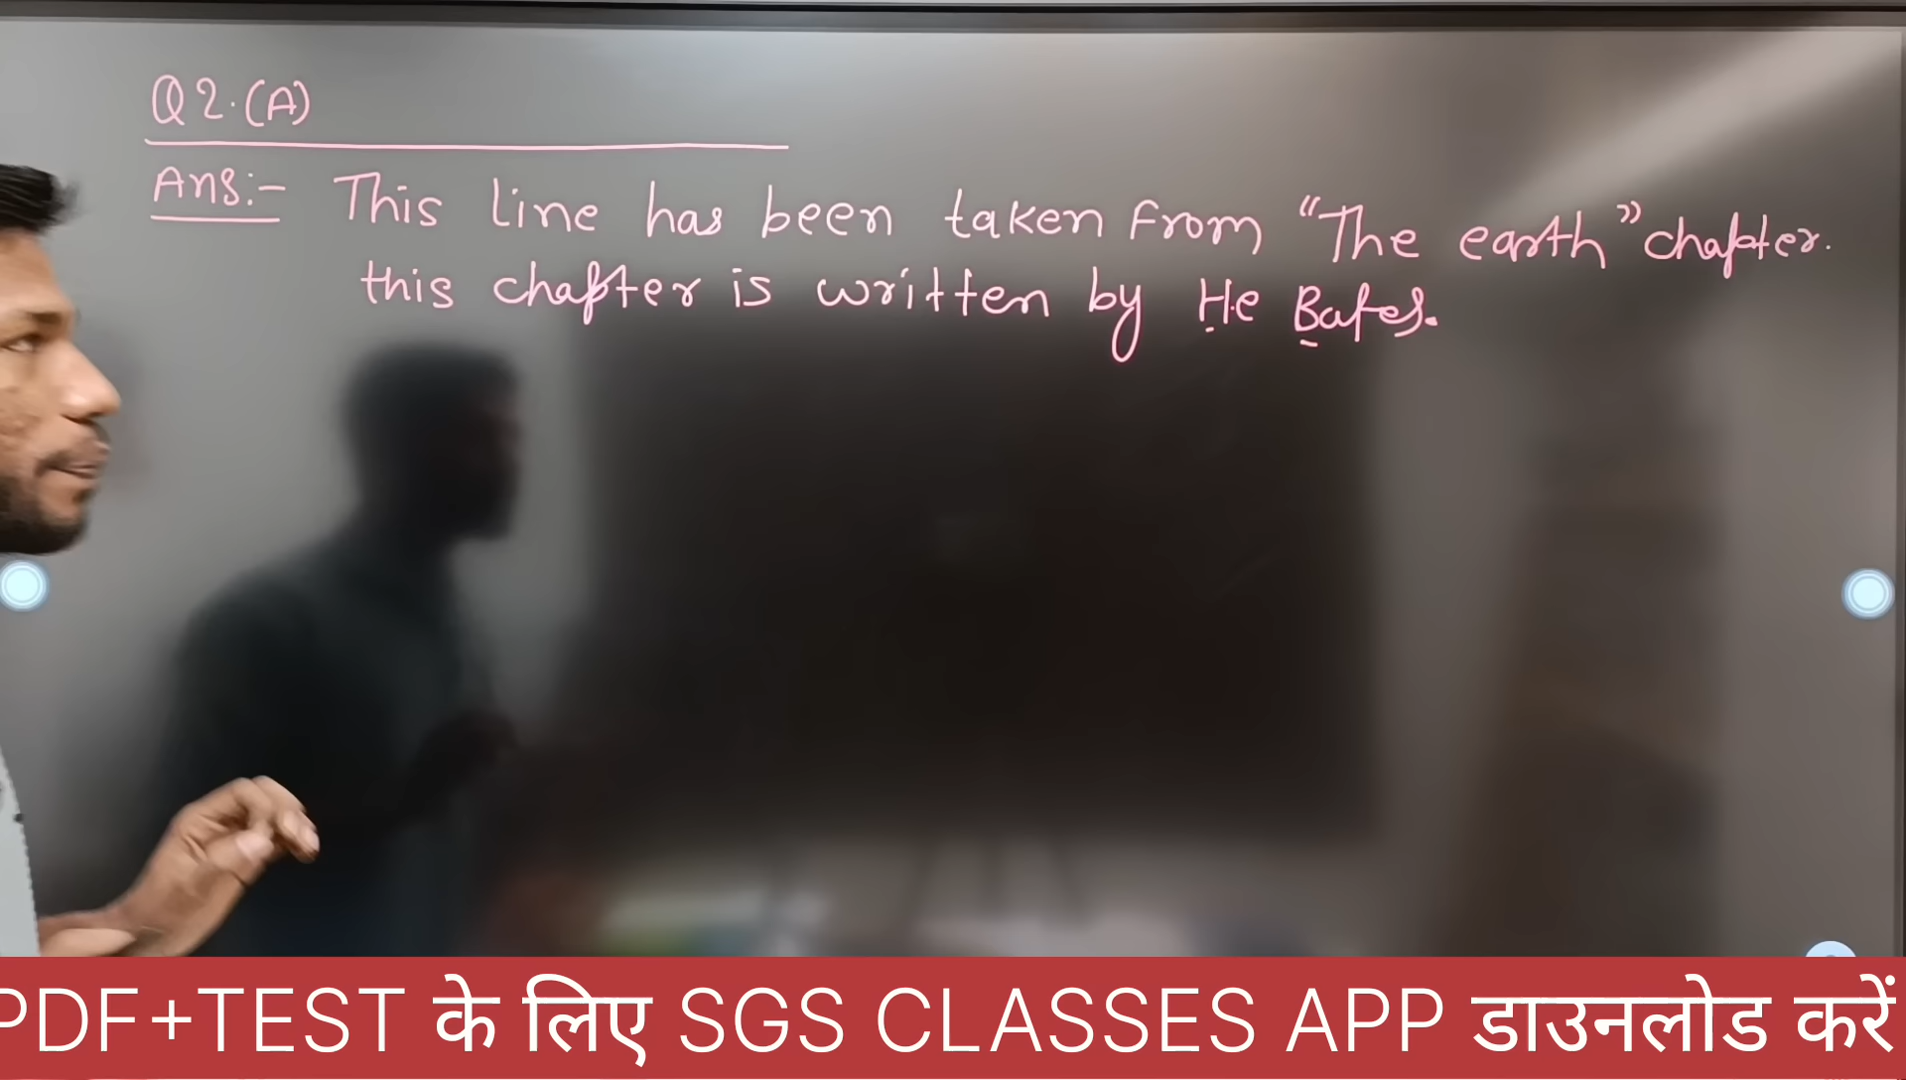 Q2.(A)
Ans:- This line has been taken From "The earth" chapter.
this chapter is written by H.e Bates.
PDF+TEST के लिए SGS CLASSES APP डाउनलोड करें